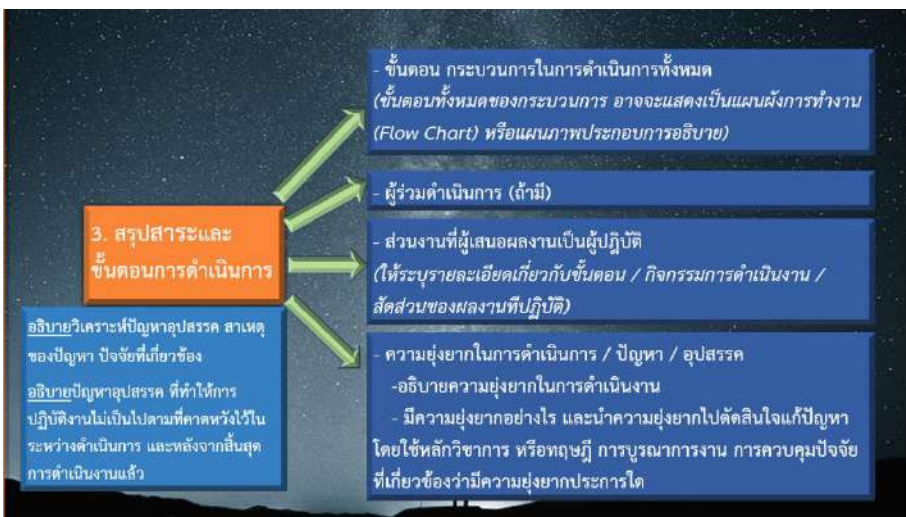 3. สรุปสาระและ
ขั้นตอนการดำเนินการ
อธิบายวิเคราะห์ปัญหาอุปสรรค สาเหตุ
ของปัญหา ปัจจัยที่เกี่ยวข้อง
อธิบายปัญหาอุปสรรค ที่ทำให้การ
ปฏิบัติงานไม่เป็นไปตามที่คาดหวังไว้ใน
ระหว่างดำเนินการ และหลังจากสิ้นสุด
การดำเนินงานแล้ว
- ขั้นตอน กระบวนการในการดำเนินการทั้งหมด
(ขั้นตอนทั้งหมดของกระบวนการ อาจจะแสดงเป็นแผนผังการทำงาน
(Flow Chart) หรือแผนภาพประกอบการอธิบาย)
- ผู้ร่วมดำเนินการ (ถ้ามี)
- ส่วนงานที่ผู้เสนอผลงานเป็นผู้ปฏิบัติ
(ให้ระบุรายละเอียดเกี่ยวกับขั้นตอน / กิจกรรมการดำเนินงาน /
สัดส่วนของผลงานที่ปฏิบัติ)
- ความยุ่งยากในการดำเนินการ / ปัญหา / อุปสรรค
-อธิบายความยุ่งยากในการดำเนินงาน
- มีความยุ่งยากอย่างไร และนำความยุ่งยากไปตัดสินใจแก้ปัญหา
โดยใช้หลักวิชาการ หรือทฤษฎี การบูรณาการงาน การควบคุมปัจจัย
ที่เกี่ยวข้องว่ามีความยุ่งยากประการใด